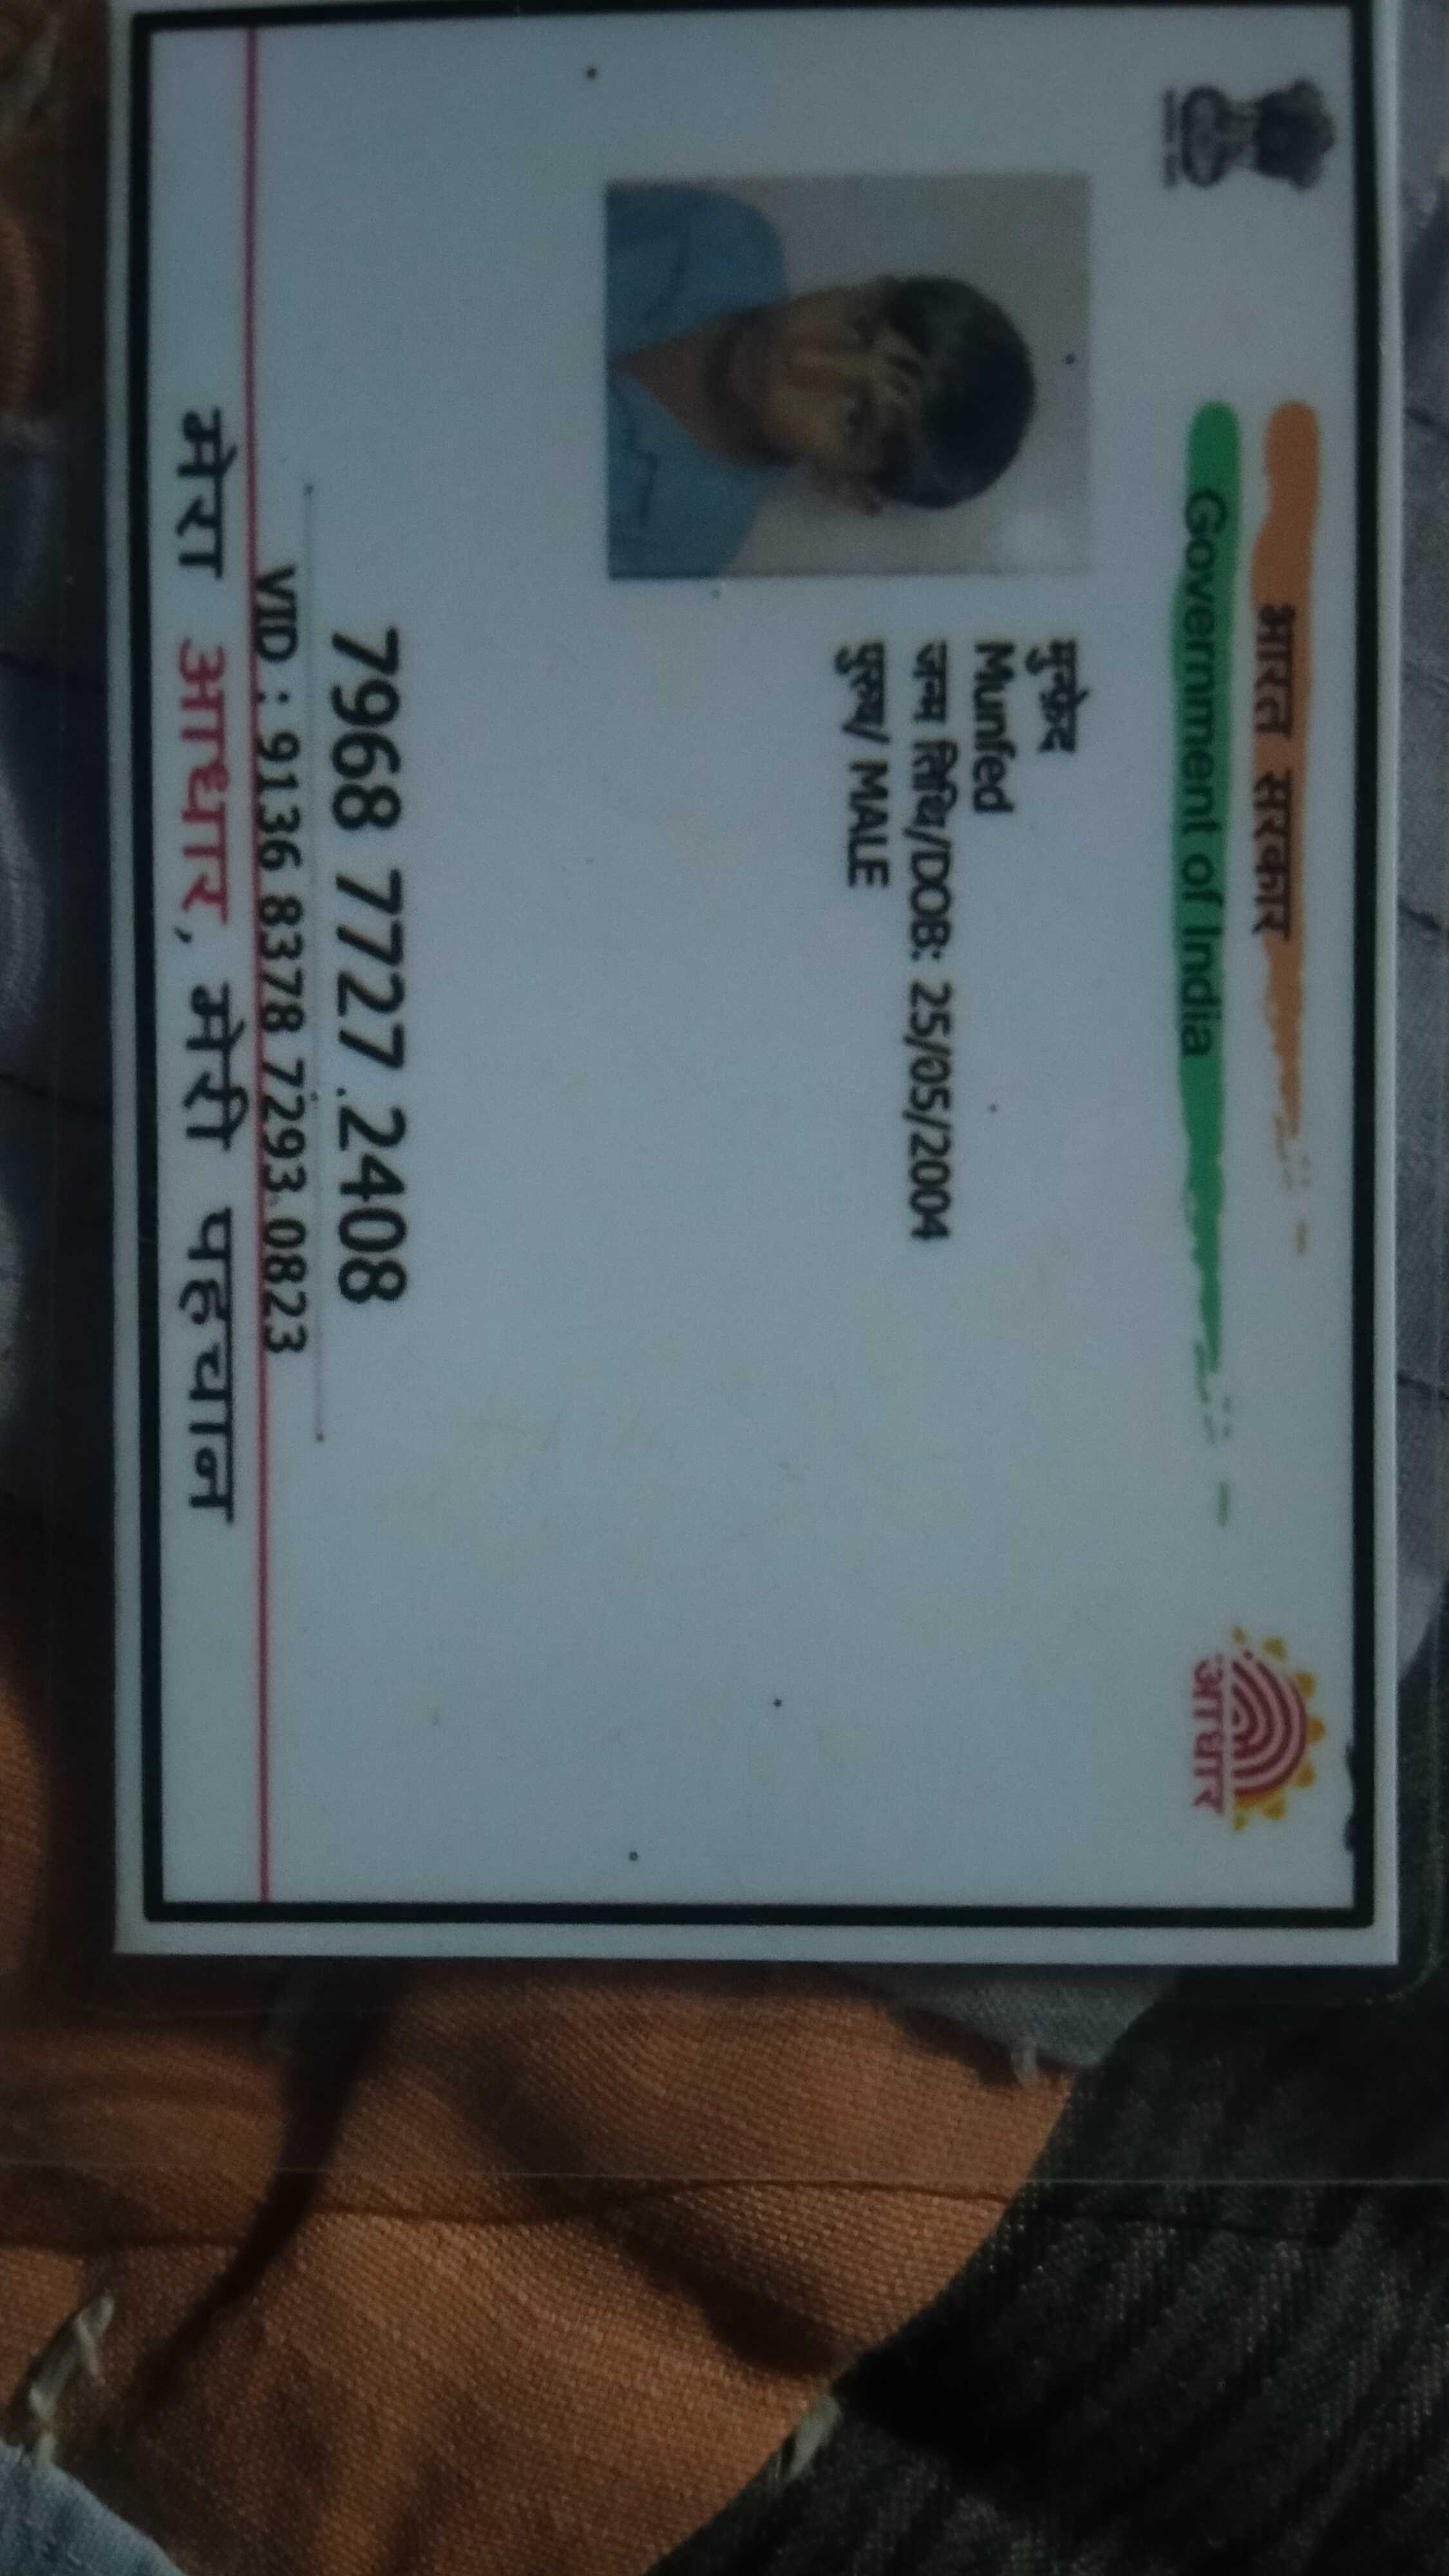 भारत सरकार
Government of India
आधार
मुन्फेद
Munfed
जन्म तिथि/DOB: 25/05/2004
पुरुष/ MALE
7968 7727 2408
VID : 9136 8378 7293 0823
मेरा आधार, मेरी पहचान